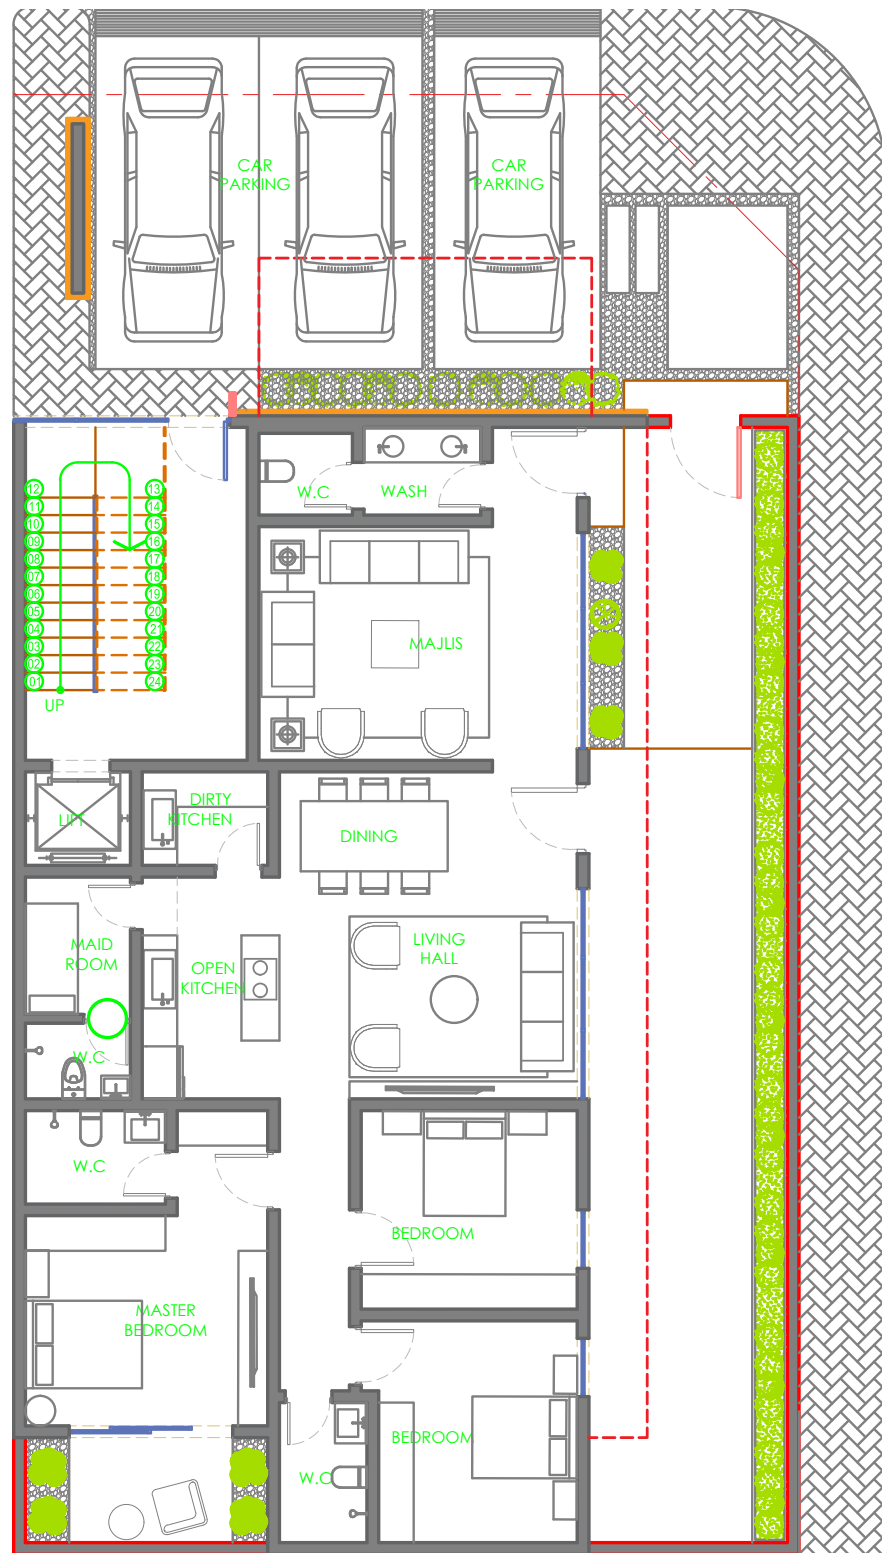 CAR
PARKING
CAR
PARKING
W.C
WASH
12
13
11
14
10
15
09
16
08
17
07
18
06
19
05
20
04
21
03
22
02
23
01
24
UP
MAJLIS
LIFT
DIRTY
KITCHEN
DINING
MAID
ROOM
OPEN
KITCHEN
LIVING
HALL
W.C
W.C
BEDROOM
MASTER
BEDROOM
BEDROOM
W.C